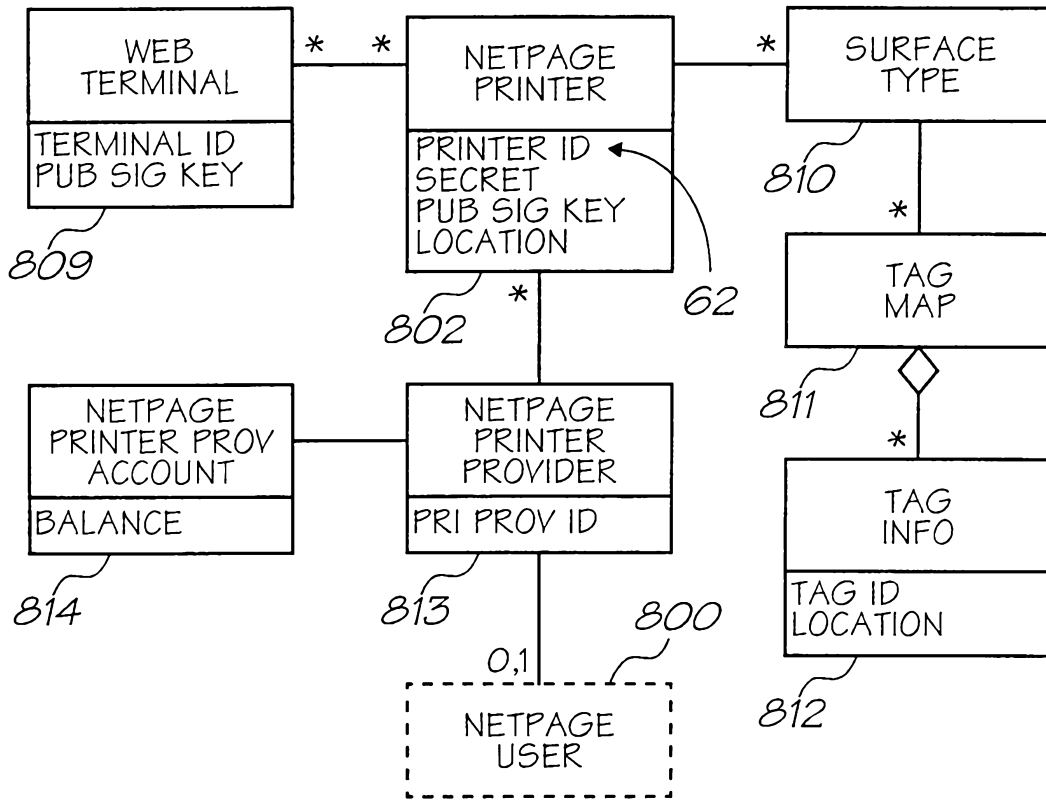 WEB
TERMINAL
TERMINAL ID
PUB SIG KEY
809
*
*
NETPAGE
PRINTER
PRINTER ID
SECRET
PUB SIG KEY
LOCATION
802
62
*
*
SURFACE
TYPE
810
*
TAG
MAP
811
*
TAG
INFO
TAG ID
LOCATION
812
NETPAGE
PRINTER PROV
ACCOUNT
BALANCE
814
NETPAGE
PRINTER
PROVIDER
PRI PROV ID
813
0,1
800
NETPAGE
USER